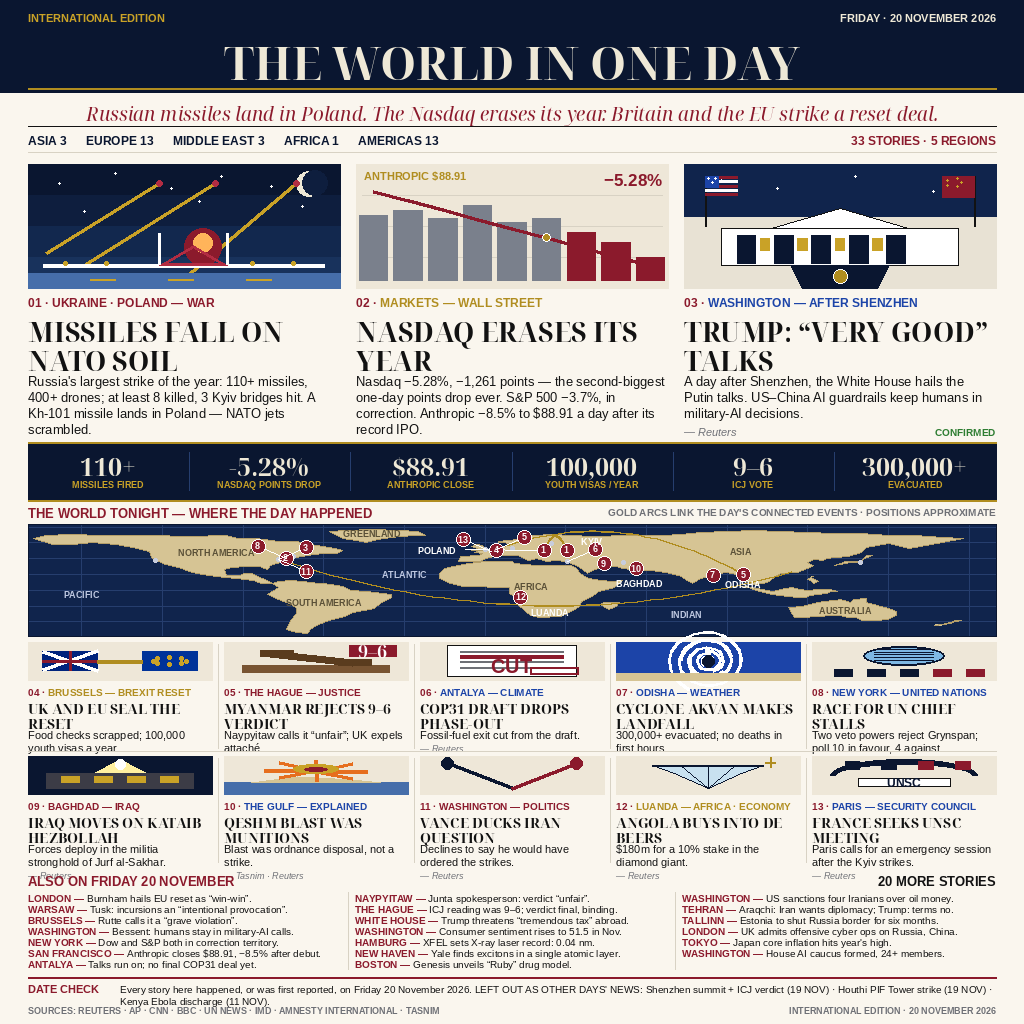 INTERNATIONAL EDITION
FRIDAY · 20 NOVEMBER 2026
THE WORLD IN ONE DAY
Russian missiles land in Poland. The Nasdaq erases its year. Britain and the EU strike a reset deal.
ASIA 3 EUROPE 13 MIDDLE EAST 3 AFRICA 1 AMERICAS 13
33 STORIES · 5 REGIONS
ANTHROPIC $88.91
−5.28%
01 · UKRAINE · POLAND — WAR
MISSILES FALL ON
NATO SOIL
Russia's largest strike of the year: 110+ missiles,
400+ drones; at least 8 killed, 3 Kyiv bridges hit. A
Kh-101 missile lands in Poland — NATO jets
scrambled.
02 · MARKETS — WALL STREET
NASDAQ ERASES ITS
YEAR
Nasdaq −5.28%, −1,261 points — the second-biggest
one-day points drop ever. S&P 500 −3.7%, in
correction. Anthropic −8.5% to $88.91 a day after its
record IPO.
03 · WASHINGTON — AFTER SHENZHEN
TRUMP: “VERY GOOD”
TALKS
A day after Shenzhen, the White House hails the
Putin talks. US–China AI guardrails keep humans in
military-AI decisions.
— Reuters
CONFIRMED
110+
MISSILES FIRED
-5.28%
NASDAQ POINTS DROP
$88.91
ANTHROPIC CLOSE
100,000
YOUTH VISAS / YEAR
9–6
ICJ VOTE
300,000+
EVACUATED
THE WORLD TONIGHT — WHERE THE DAY HAPPENED
GOLD ARCS LINK THE DAY'S CONNECTED EVENTS · POSITIONS APPROXIMATE
GREENLAND
NORTH AMERICA
8
3
11
POLAND
13
4
5
1
1
KYIV
6
9
10
BAGHDAD
ASIA
7
5
ODISHA
ATLANTIC
AFRICA
12
LUANDA
PACIFIC
SOUTH AMERICA
INDIAN
AUSTRALIA
04 · BRUSSELS — BREXIT RESET
UK AND EU SEAL THE
RESET
Food checks scrapped; 100,000
youth visas a year.
9–6
05 · THE HAGUE — JUSTICE
MYANMAR REJECTS 9–6
VERDICT
Naypyitaw calls it “unfair”; UK expels
attaché.
CUT
06 · ANTALYA — CLIMATE
COP31 DRAFT DROPS
PHASE-OUT
Fossil-fuel exit cut from the draft.
— Reuters
07 · ODISHA — WEATHER
CYCLONE AKVAN MAKES
LANDFALL
300,000+ evacuated; no deaths in
first hours.
08 · NEW YORK — UNITED NATIONS
RACE FOR UN CHIEF
STALLS
Two veto powers reject Grynspan;
poll 10 in favour, 4 against.
09 · BAGHDAD — IRAQ
IRAQ MOVES ON KATAIB
HEZBOLLAH
Forces deploy in the militia
stronghold of Jurf al-Sakhar.
— Reuters
10 · THE GULF — EXPLAINED
QESHM BLAST WAS
MUNITIONS
Blast was ordnance disposal, not a
strike.
Tasnim · Reuters
11 · WASHINGTON — POLITICS
VANCE DUCKS IRAN
QUESTION
Declines to say he would have
ordered the strikes.
— Reuters
12 · LUANDA — AFRICA · ECONOMY
ANGOLA BUYS INTO DE
BEERS
$180m for a 10% stake in the
diamond giant.
— Reuters
UNSC
13 · PARIS — SECURITY COUNCIL
FRANCE SEEKS UNSC
MEETING
Paris calls for an emergency session
after the Kyiv strikes.
— Reuters
ALSO ON FRIDAY 20 NOVEMBER
20 MORE STORIES
LONDON — Burnham hails EU reset as “win-win”.
WARSAW — Tusk: incursions an “intentional provocation”.
BRUSSELS — Rutte calls it a “grave violation”.
WASHINGTON — Bessent: humans stay in military-AI calls.
NEW YORK — Dow and S&P both in correction territory.
SAN FRANCISCO — Anthropic closes $88.91, −8.5% after debut.
ANTALYA — Talks run on; no final COP31 deal yet.
NAYPYITAW — Junta spokesperson: verdict “unfair”.
THE HAGUE — ICJ reading was 9–6; verdict final, binding.
WHITE HOUSE — Trump threatens “tremendous tax” abroad.
WASHINGTON — Consumer sentiment rises to 51.5 in Nov.
HAMBURG — XFEL sets X-ray laser record: 0.04 nm.
NEW HAVEN — Yale finds excitons in a single atomic layer.
BOSTON — Genesis unveils “Ruby” drug model.
WASHINGTON — US sanctions four Iranians over oil money.
TEHRAN — Araqchi: Iran wants diplomacy; Trump: terms no.
TALLINN — Estonia to shut Russia border for six months.
LONDON — UK admits offensive cyber ops on Russia, China.
TOKYO — Japan core inflation hits year's high.
WASHINGTON — House AI caucus formed, 24+ members.
DATE CHECK
Every story here happened, or was first reported, on Friday 20 November 2026. LEFT OUT AS OTHER DAYS' NEWS: Shenzhen summit + ICJ verdict (19 NOV) · Houthi PIF Tower strike (19 NOV) ·
Kenya Ebola discharge (11 NOV).
SOURCES: REUTERS · AP · CNN · BBC · UN NEWS · IMD · AMNESTY INTERNATIONAL · TASNIM
INTERNATIONAL EDITION · 20 NOVEMBER 2026